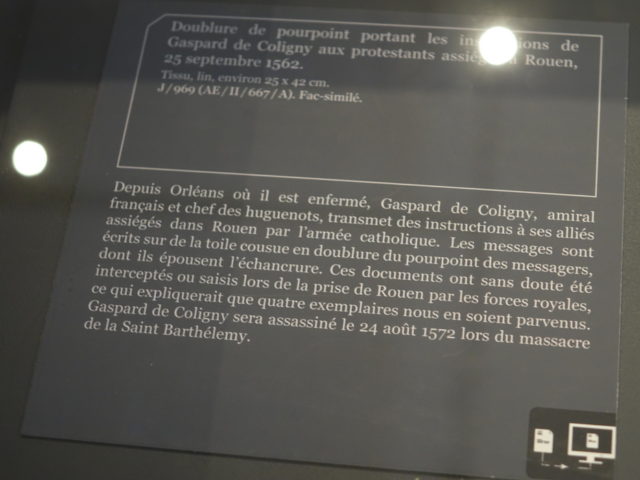 Doublure de pourpoint portant les de
Gaspard de Coligny aux protestants Rouen,
25 septembre 1562.
Tissu, lin, environ 25 x 42 cm.
J/969 (AE/II/667/A). Fac-similé.
Depuis Orléans où il est enfermé, Gaspard de Coligny, amiral
français et chef des huguenots, transmet des instructions à ses alliés
assiégés dans Rouen par l'armée catholique. Les messages sont
écrits sur de la toile cousue en doublure du pourpoint des messagers,
dont ils épousent l'échancrure. Ces documents ont sans doute été
interceptés ou saisis lors de la prise de Rouen par les forces royales,
ce qui expliquerait que quatre exemplaires nous en soient parvenus.
Gaspard de Coligny sera assassiné le 24 août 1572 lors du massacre
de la Saint Barthélemy.